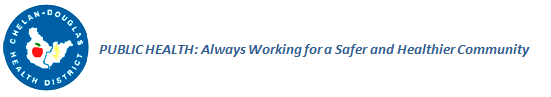 CHELAN-DOUGLAS
HEALTH DISTRICT
PUBLIC HEALTH: Always Working for a Safer and Healthier Community